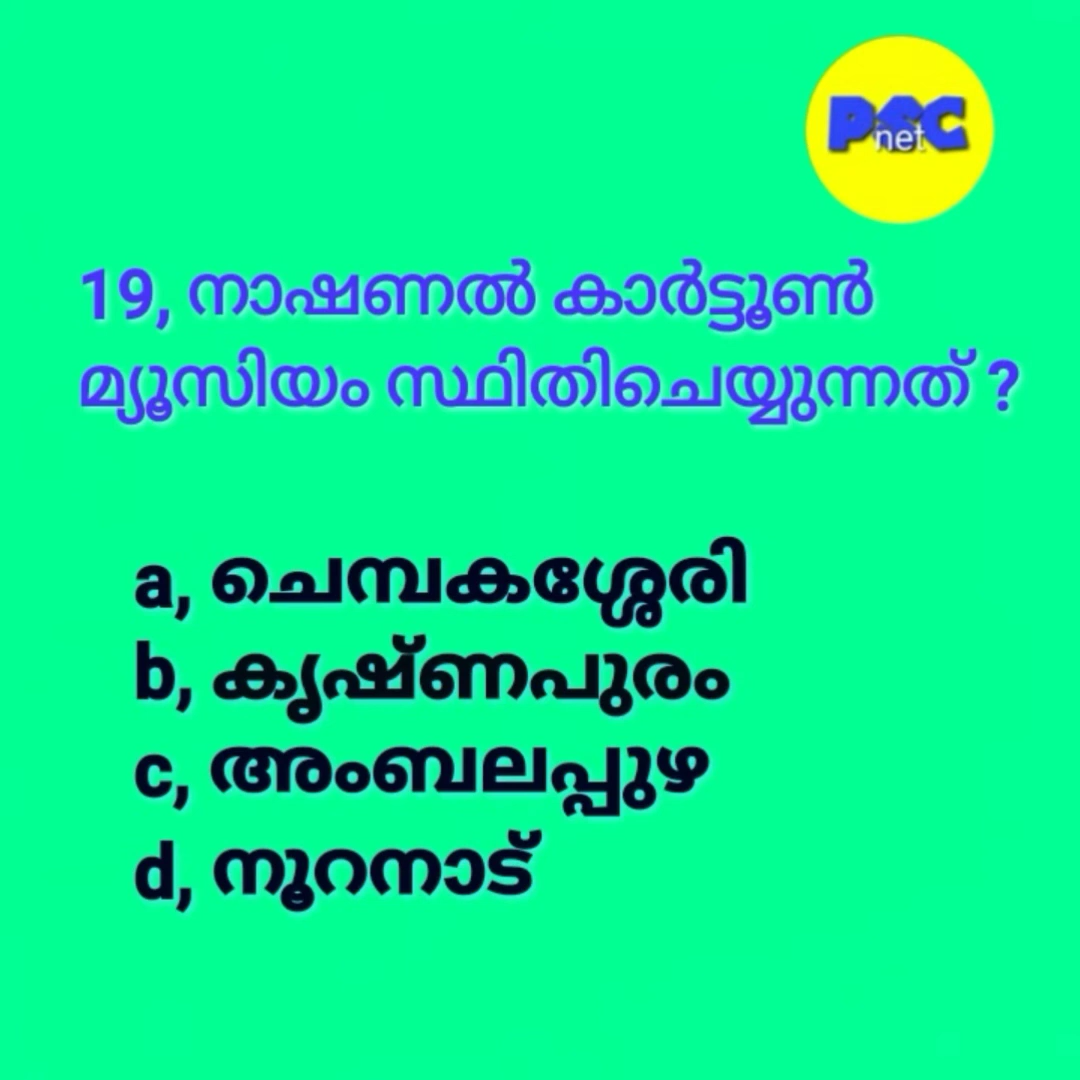 PSC
net
19, നാഷണൽ കാർട്ടൂൺ
മ്യൂസിയം സ്ഥിതിചെയ്യുന്നത് ?
a, ചെമ്പകശ്ശേരി
b, കൃഷ്ണപുരം
c, അംബലപ്പുഴ
d, നൂറനാട്